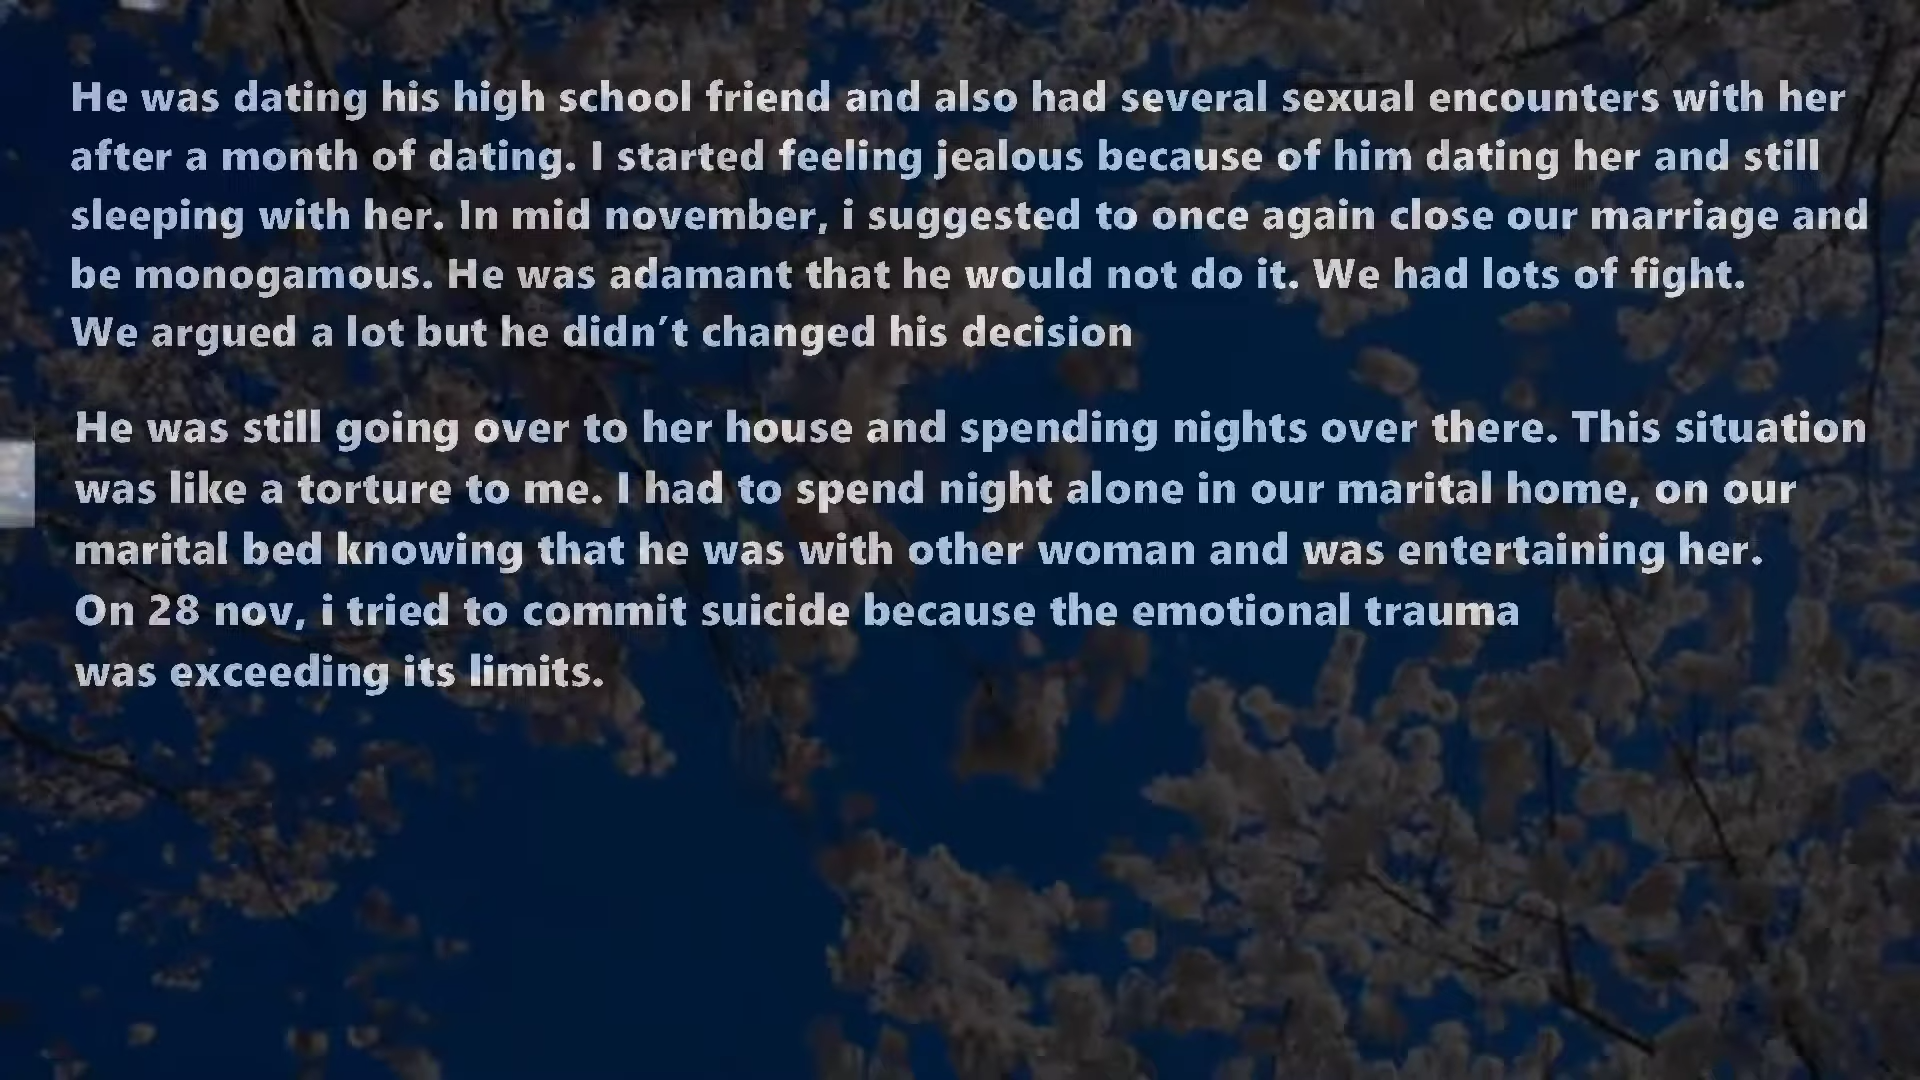 He was dating his high school friend and also had several sexual encounters with her
after a month of dating. I started feeling jealous because of him dating her and still
sleeping with her. In mid november, i suggested to once again close our marriage and
be monogamous. He was adamant that he would not do it. We had lots of fight.
We argued a lot but he didn’t changed his decision
He was still going over to her house and spending nights over there. This situation
was like a torture to me. I had to spend night alone in our marital home, on our
marital bed knowing that he was with other woman and was entertaining her.
On 28 nov, i tried to commit suicide because the emotional trauma
was exceeding its limits.